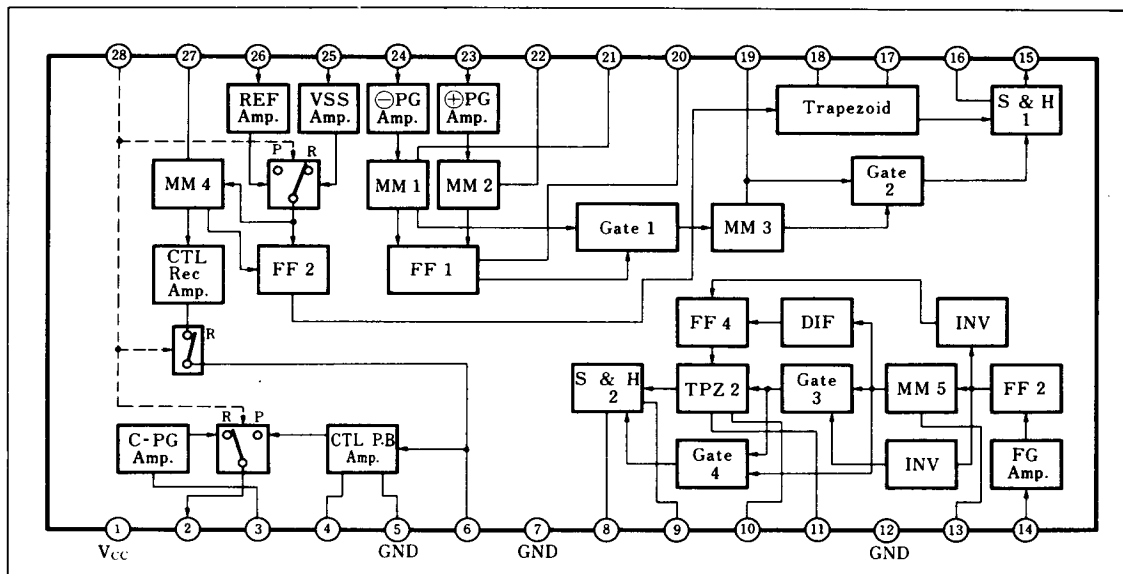 28 27 26 25 24 23 22 21 20 19 18 17 16 15
REF
Amp.
VSS
Amp.
⊖PG
Amp.
⊕PG
Amp.
Trapezoid
S & H
1
P R
MM 4
MM 1
MM 2
Gate
2
Gate 1
MM 3
CTL
Rec
Amp.
FF 2
FF 1
R
FF 4
DIF
INV
S & H
2
TPZ 2
Gate
3
MM 5
FF 2
R P
C-PG
Amp.
CTL P.B
Amp.
Gate
4
INV
FG
Amp.
1 2 3 4 5 6 7 8 9 10 11 12 13 14
VCC GND GND GND